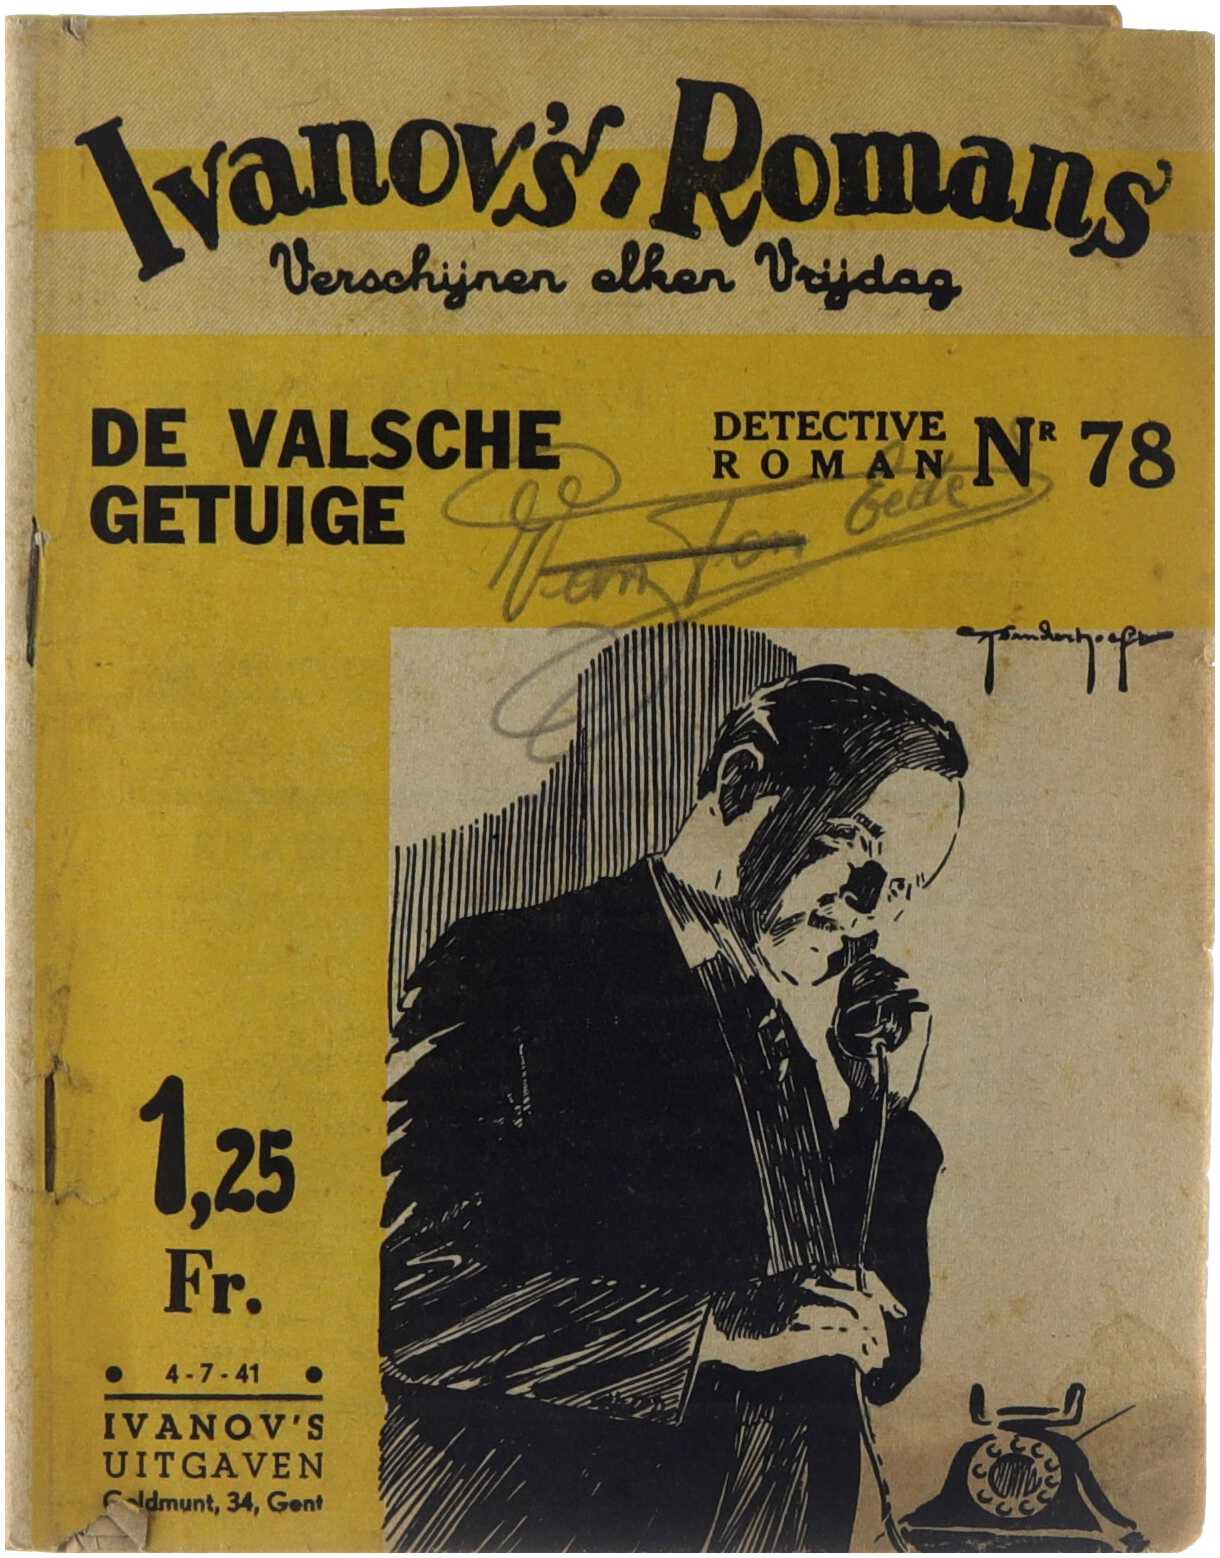 Ivanov's Romans
Verschijnen elken Vrijdag
DE VALSCHE
GETUIGE
DETECTIVE
ROMAN
NR 78
1,25
Fr.
• 4-7-41 •
IVANOV'S
UITGAVEN
Geldmunt, 34, Gent